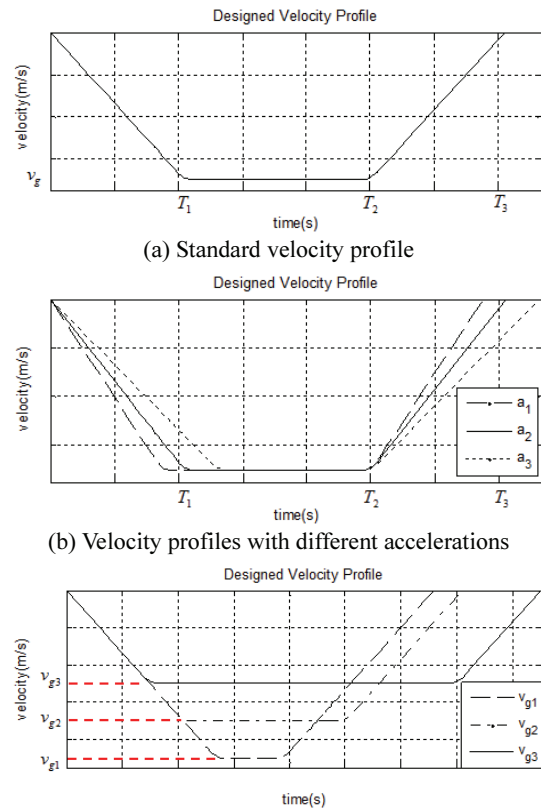 Designed Velocity Profile
velocity(m/s)
v_g
T_1 T_2 T_3
time(s)
(a) Standard velocity profile
Designed Velocity Profile
velocity(m/s)
a_1
a_2
a_3
T_1 T_2 T_3
time(s)
(b) Velocity profiles with different accelerations
Designed Velocity Profile
velocity(m/s)
v_g3
v_g2
v_g1
v_g1
v_g2
v_g3
time(s)